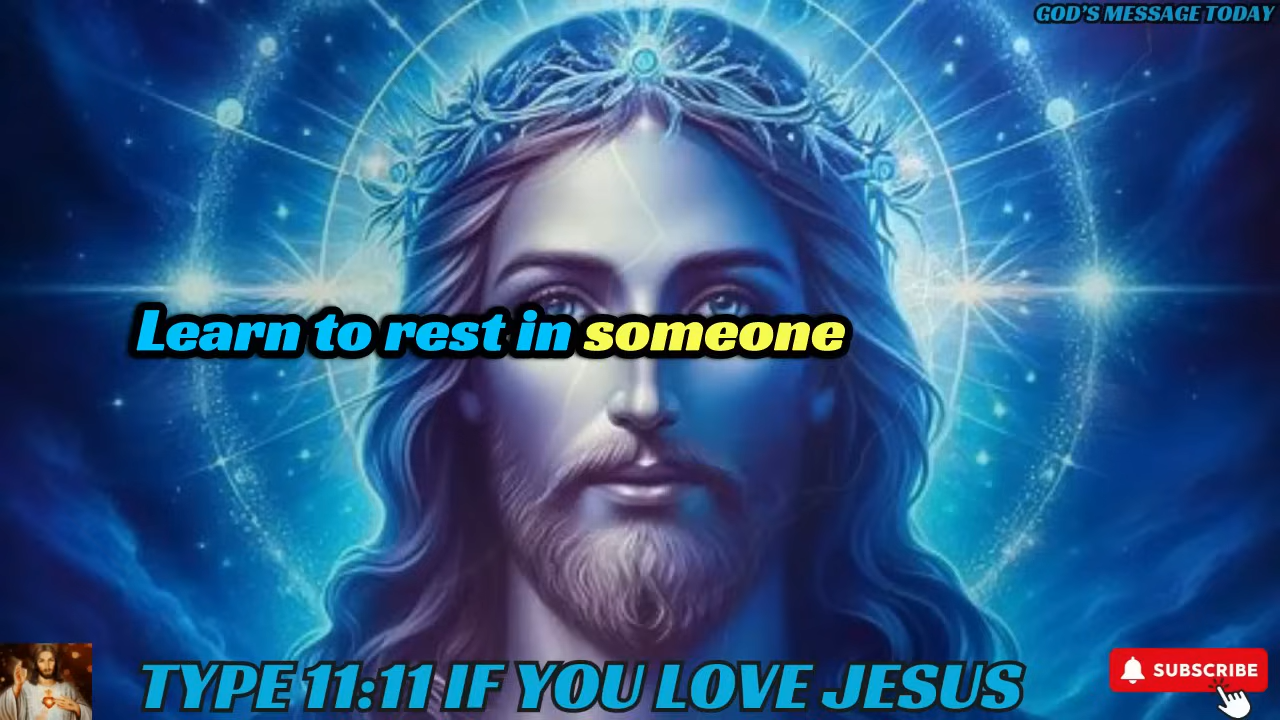 GOD'S MESSAGE TODAY
Learn to rest in someone
TYPE 11:11 IF YOU LOVE JESUS
SUBSCRIBE